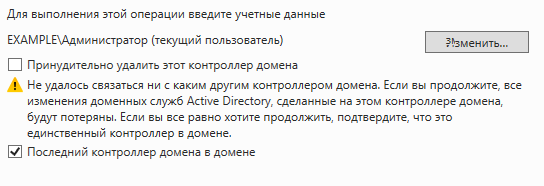 Для выполнения этой операции введите учетные данные
EXAMPLE\Администратор (текущий пользователь)
Изменить...
Принудительно удалить этот контроллер домена
Не удалось связаться ни с каким другим контроллером домена. Если вы продолжите, все
изменения доменных служб Active Directory, сделанные на этом контроллере домена,
будут потеряны. Если вы все равно хотите продолжить, подтвердите, что это
единственный контроллер в домене.
Последний контроллер домена в домене